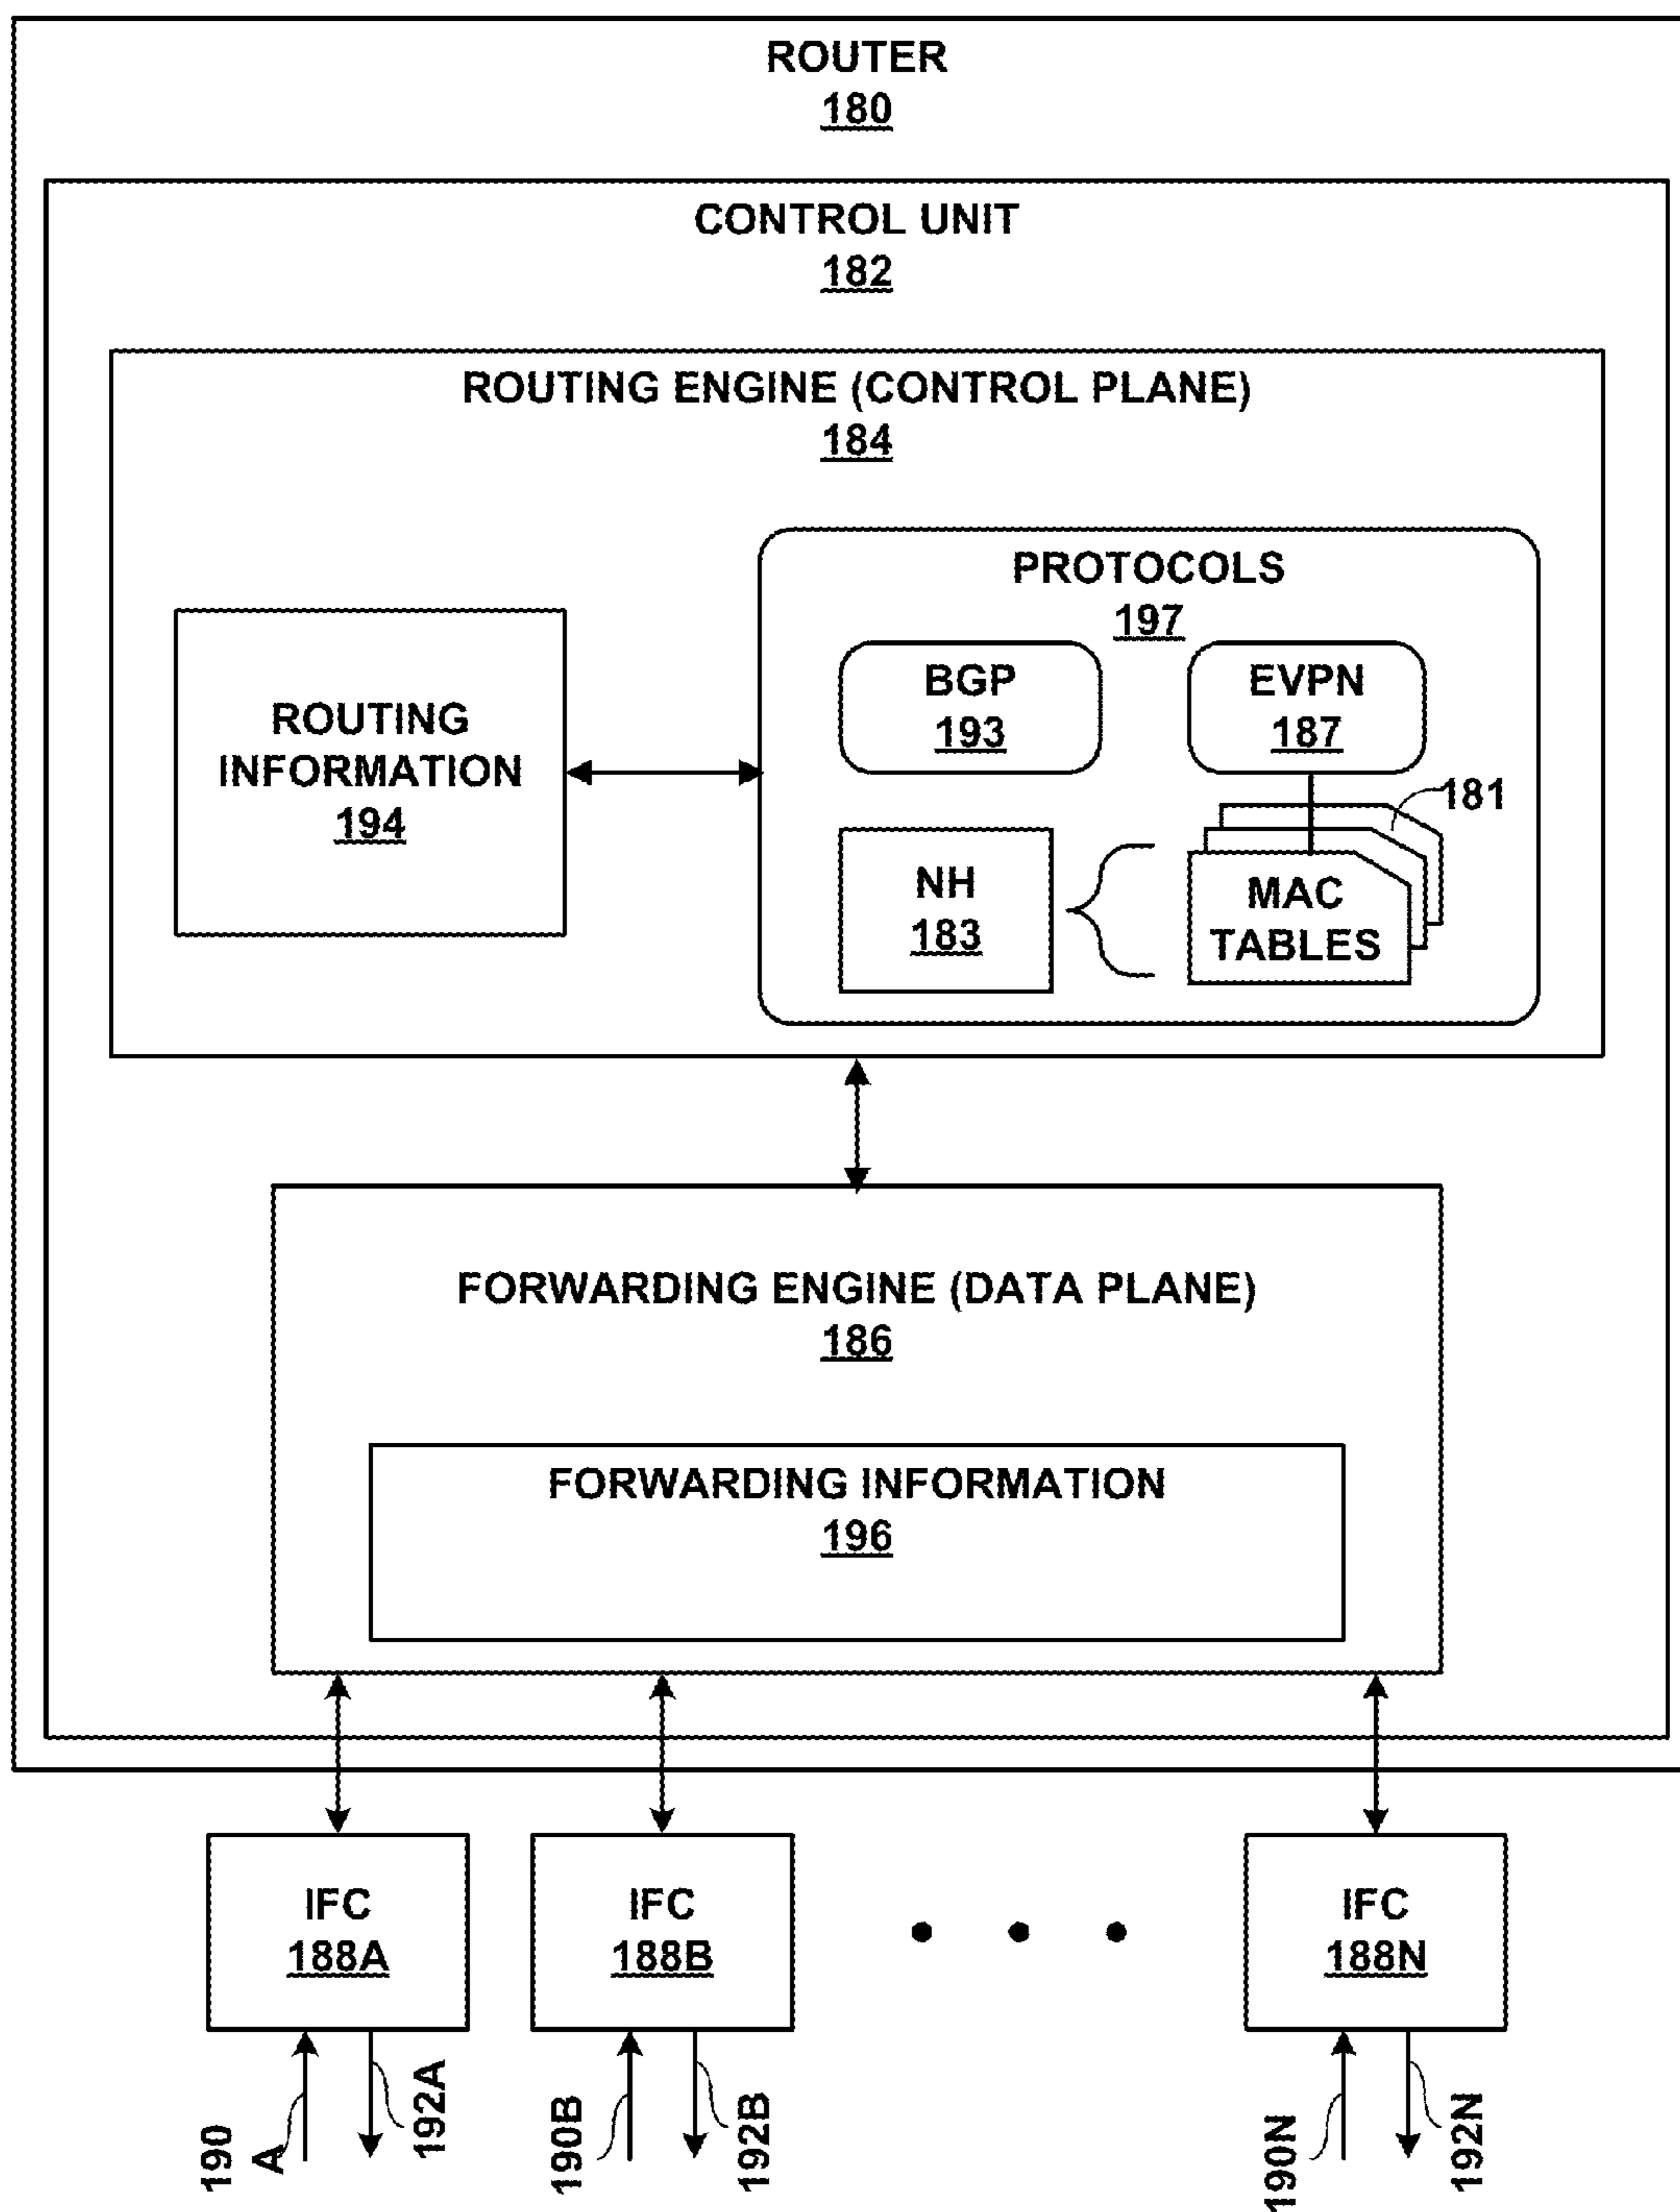 ROUTER
180
CONTROL UNIT
182
ROUTING ENGINE (CONTROL PLANE)
184
PROTOCOLS
197
BGP
193
EVPN
187
ROUTING
INFORMATION
194
181
NH
183
MAC
TABLES
FORWARDING ENGINE (DATA PLANE)
186
FORWARDING INFORMATION
196
IFC
188A
IFC
188B
IFC
188N
190
A
192A
190B
192B
190N
192N